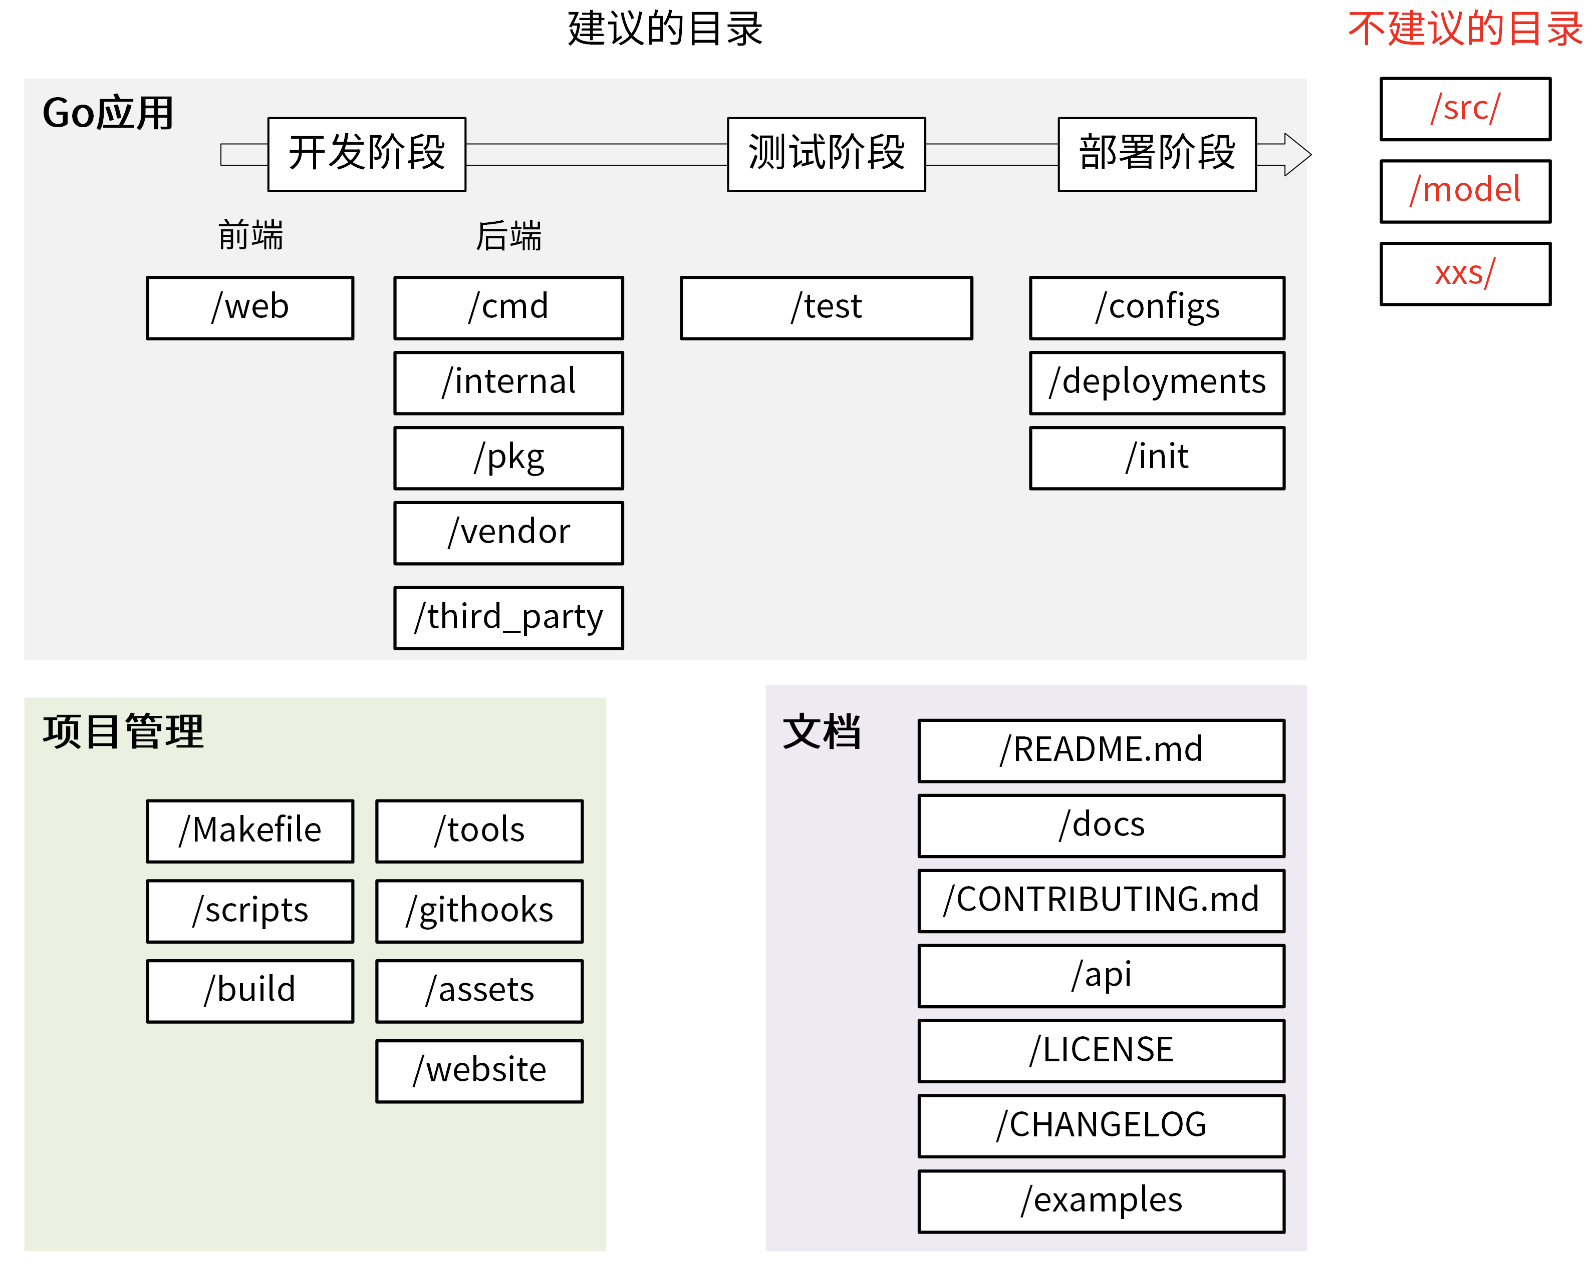 建议的目录
不建议的目录
Go应用
开发阶段
测试阶段
部署阶段
前端
后端
/web
/cmd
/internal
/pkg
/vendor
/third_party
/test
/configs
/deployments
/init
/src/
/model
xxs/
项目管理
/Makefile
/tools
/scripts
/githooks
/build
/assets
/website
文档
/README.md
/docs
/CONTRIBUTING.md
/api
/LICENSE
/CHANGELOG
/examples